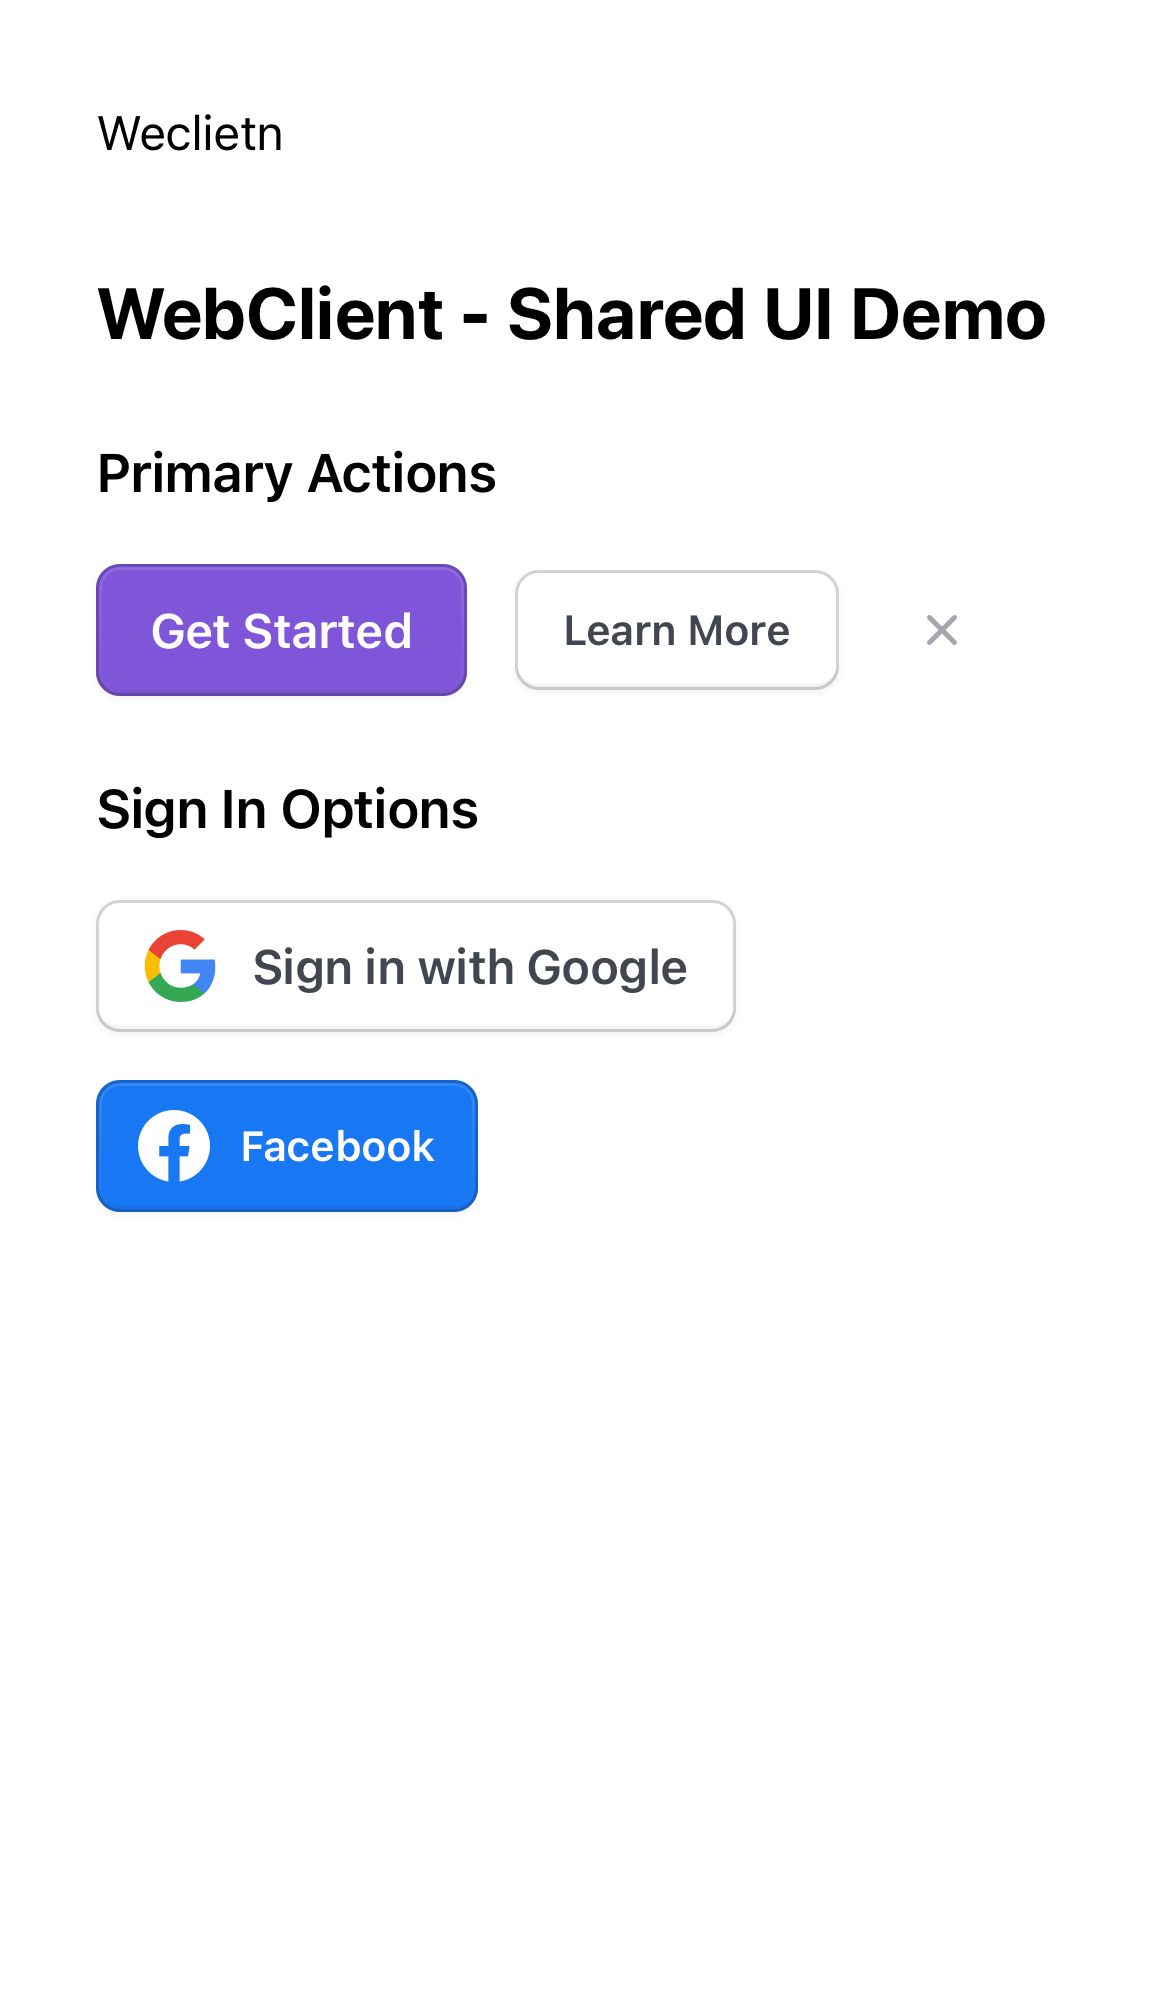 Weclietn
WebClient - Shared UI Demo
Primary Actions
Get Started
Learn More
Sign In Options
Sign in with Google
Facebook